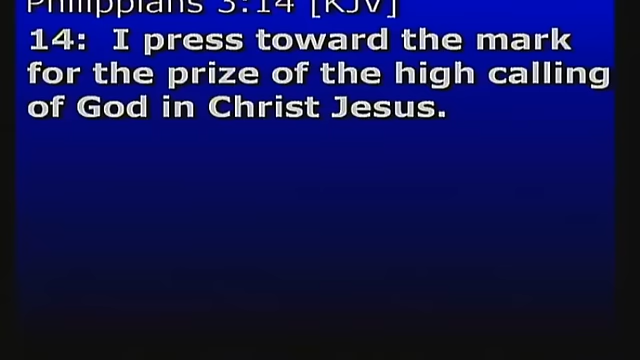 Philippians 3:14 [KJV]
14: I press toward the mark
for the prize of the high calling
of God in Christ Jesus.